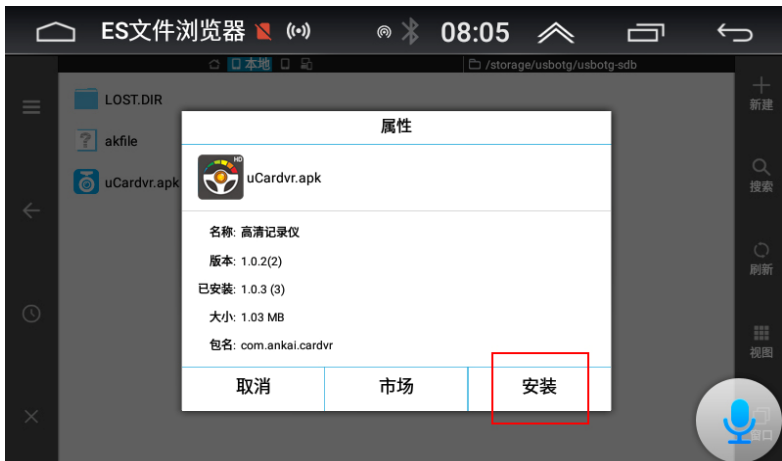 ES文件浏览器 08:05
本地 /storage/usbotg/usbotg-sdb
LOST.DIR
akfile
uCardvr.apk
新建
搜索
刷新
视图
窗口
属性
HD
uCardvr.apk
名称: 高清记录仪
版本: 1.0.2(2)
已安装: 1.0.3 (3)
大小: 1.03 MB
包名: com.ankai.cardvr
取消 市场 安装